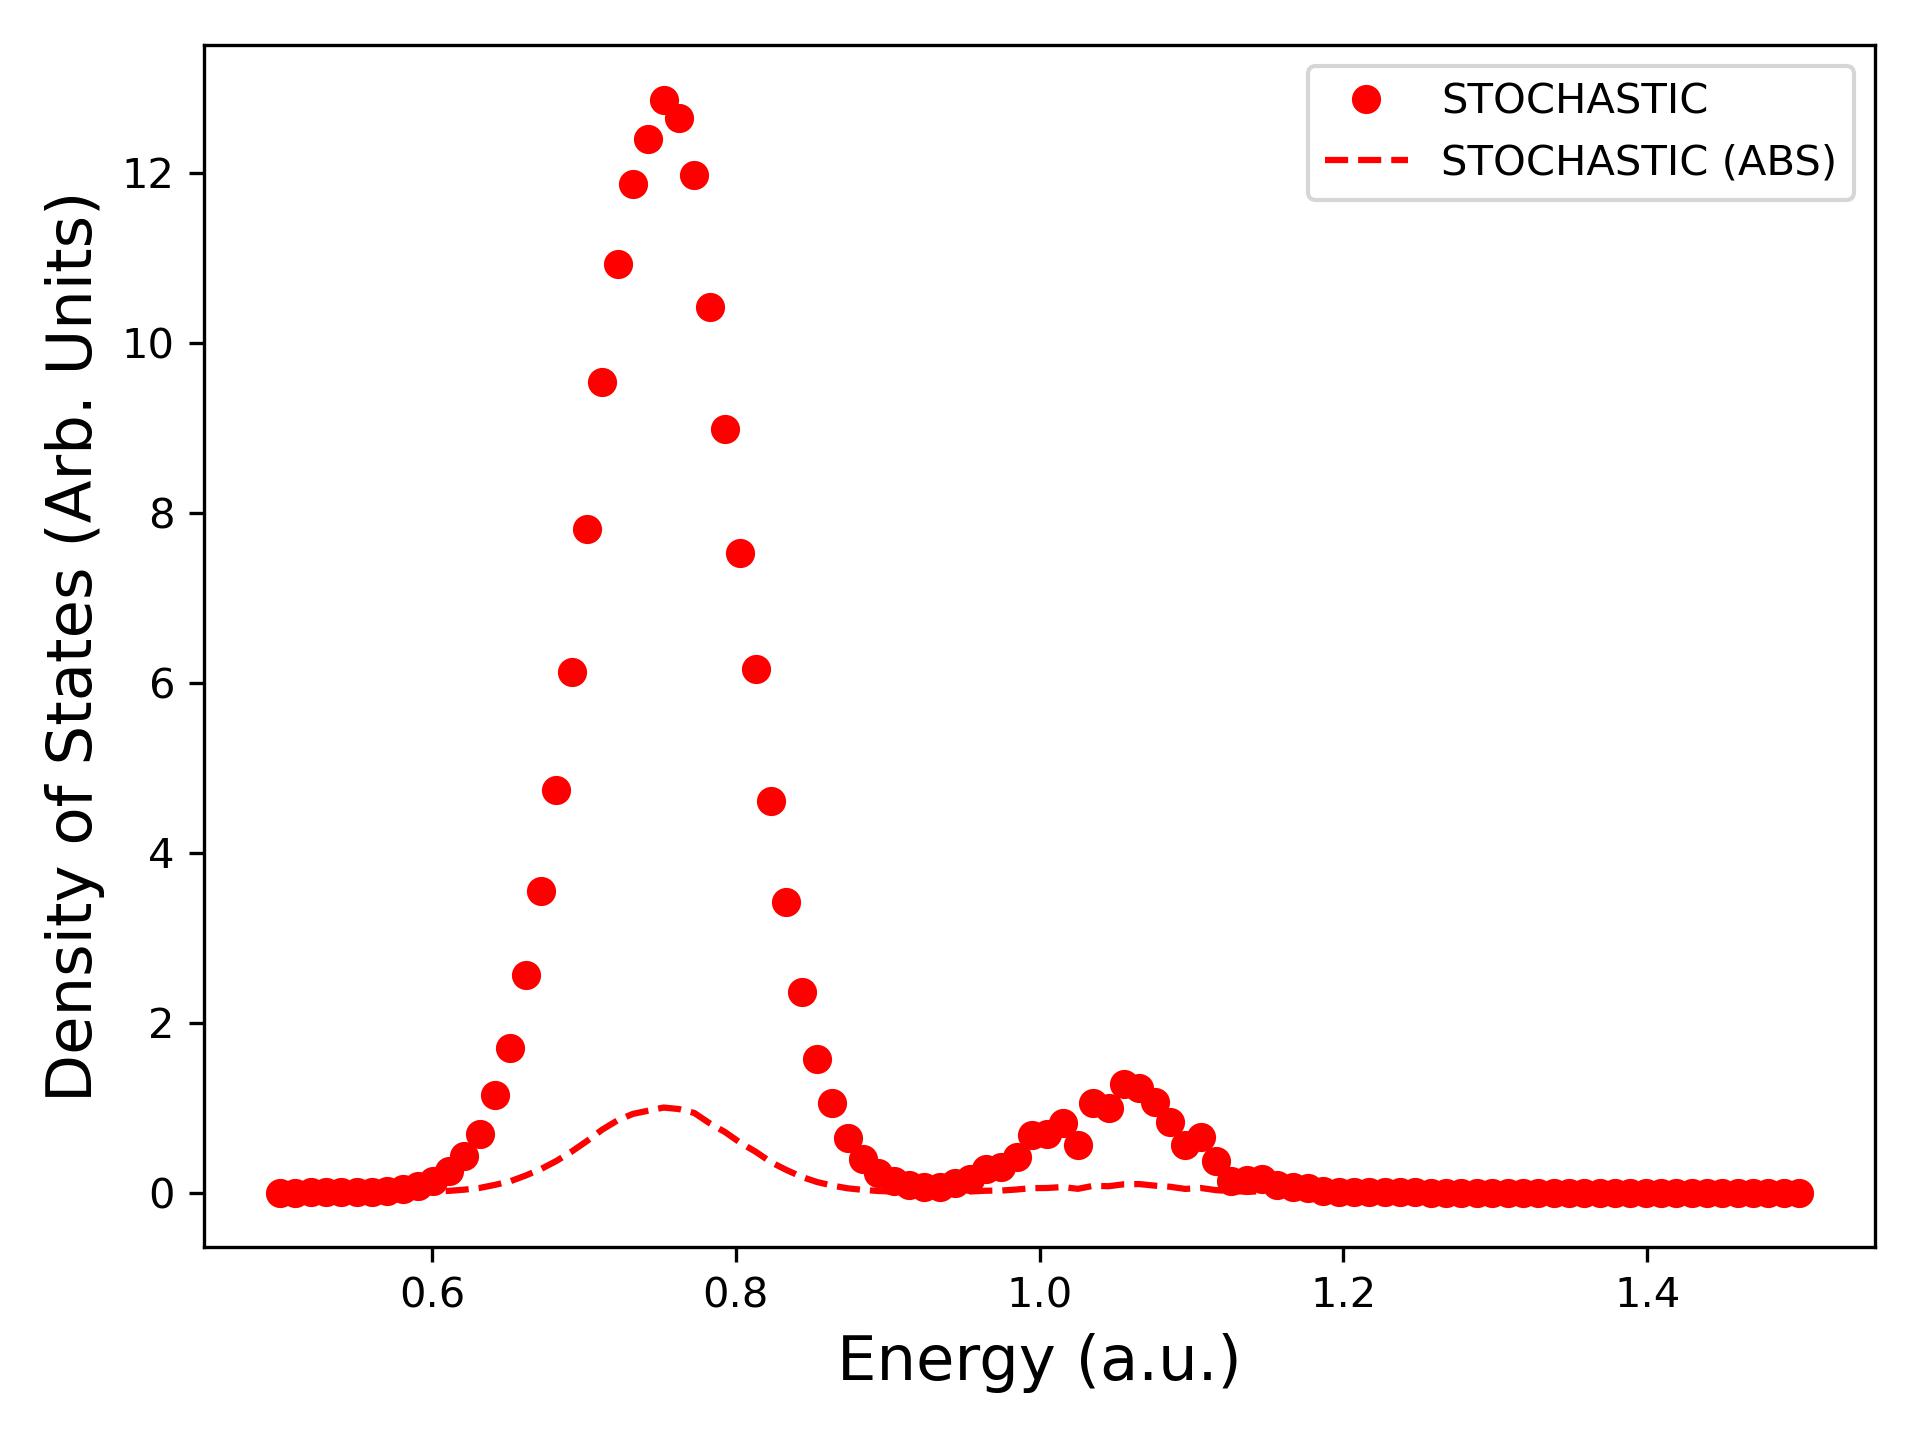 STOCHASTIC
STOCHASTIC (ABS)
Density of States (Arb. Units)
12
10
8
6
4
2
0
0.6 0.8 1.0 1.2 1.4
Energy (a.u.)